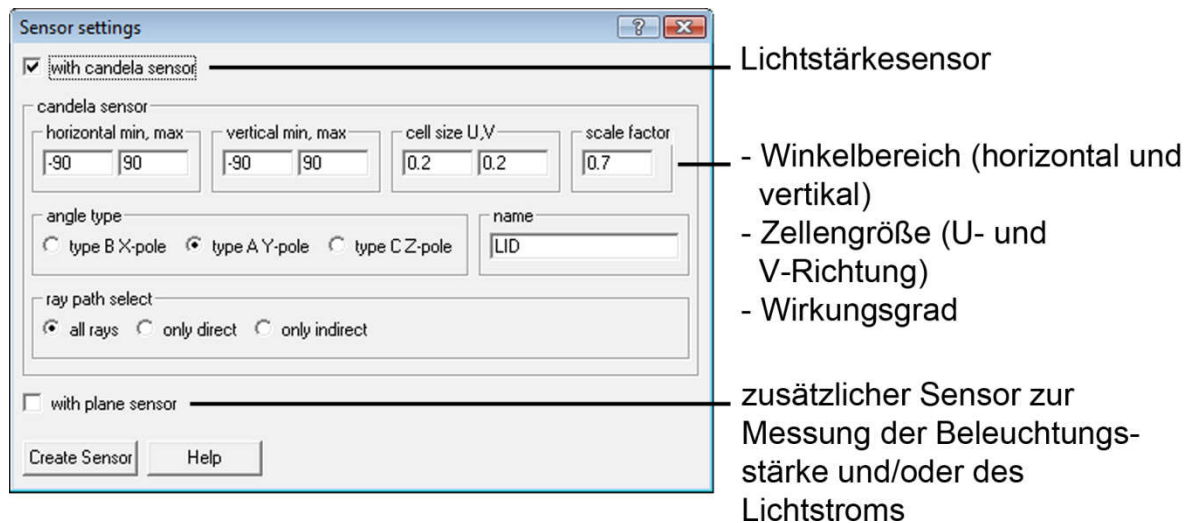 Sensor settings
with candela sensor
Lichtstärkesensor
candela sensor
horizontal min, max vertical min, max cell size U,V scale factor
-90 90 -90 90 0.2 0.2 0.7
- Winkelbereich (horizontal und
vertikal)
- Zellengröße (U- und
V-Richtung)
- Wirkungsgrad
angle type name
type B X-pole type A Y-pole type C Z-pole LID
ray path select
all rays only direct only indirect
with plane sensor
zusätzlicher Sensor zur
Messung der Beleuchtungs-
stärke und/oder des
Lichtstroms
Create Sensor Help